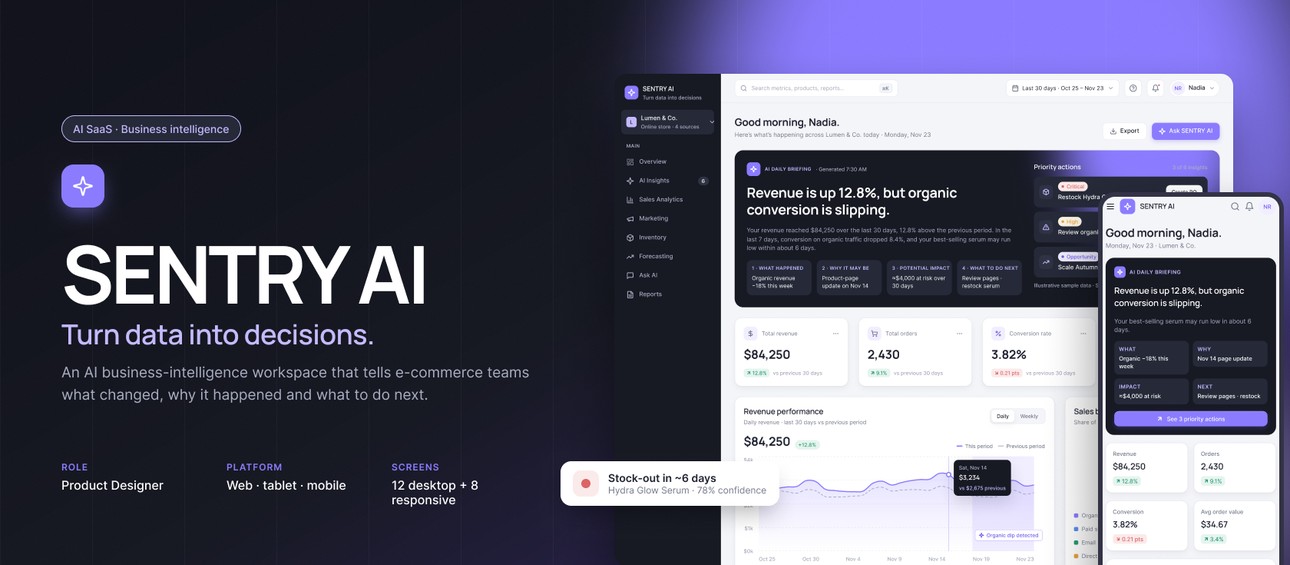 AI SaaS · Business intelligence
SENTRY AI
Turn data into decisions.
An AI business-intelligence workspace that tells e-commerce teams
what changed, why it happened and what to do next.
ROLE
Product Designer
PLATFORM
Web · tablet · mobile
SCREENS
12 desktop + 8
responsive
Stock-out in ~6 days
Hydra Glow Serum · 78% confidence
SENTRY AI
Turn data into decisions
L
Lumen & Co.
Online store · 4 sources
MAIN
Overview
AI Insights
6
Sales Analytics
Marketing
Inventory
Forecasting
Ask AI
Reports
Search metrics, products, reports...
Last 30 days · Oct 25 – Nov 23
NR
Nadia
Good morning, Nadia.
Here's what's happening across Lumen & Co. today · Monday, Nov 23
Export
Ask SENTRY AI
AI DAILY BRIEFING
· Generated 7:30 AM
Revenue is up 12.8%, but organic
conversion is slipping.
Your revenue reached $84,250 over the last 30 days, 12.8% above the previous period. In the
last 7 days, conversion on organic traffic dropped 8.4%, and your best-selling serum may run
low within about 6 days.
1 · WHAT HAPPENED
Organic revenue
−18% this week
2 · WHY IT MAY BE
Product-page
update on Nov 14
3 · POTENTIAL IMPACT
≈$4,000 at risk over
30 days
4 · WHAT TO DO NEXT
Review pages ·
restock serum
Priority actions
Critical
Restock Hydra
High
Review organi
Opportunity
Scale Autumn
Illustrative sample data
Total revenue
$84,250
12.8%
vs previous 30 days
Total orders
2,430
9.1%
vs previous 30 days
Conversion rate
3.82%
0.21 pts
vs previous 30 days
Revenue performance
Daily revenue · last 30 days vs previous period
Daily
Weekly
$84,250
+12.8%
This period
Previous period
$4k
$1k
$0k
Sat, Nov 14
$3,234
vs $2,675 previous
Organic dip detected
Oct 25
Oct 30
Nov 4
Nov 9
Nov 14
Nov 19
Nov 23
Sales b
Share of
Organ
Paid s
Email
Direct
SENTRY AI
NR
Good morning, Nadia.
Monday, Nov 23 · Lumen & Co.
AI DAILY BRIEFING
Revenue is up 12.8%, but organic
conversion is slipping.
Your best-selling serum may run low in about 6
days.
WHAT
Organic −18% this
week
WHY
Nov 14 page update
IMPACT
≈$4,000 at risk
NEXT
Review pages · restock
See 3 priority actions
Revenue
$84,250
12.8%
Orders
2,430
9.1%
Conversion
3.82%
0.21 pts
Avg order value
$34.67
3.4%